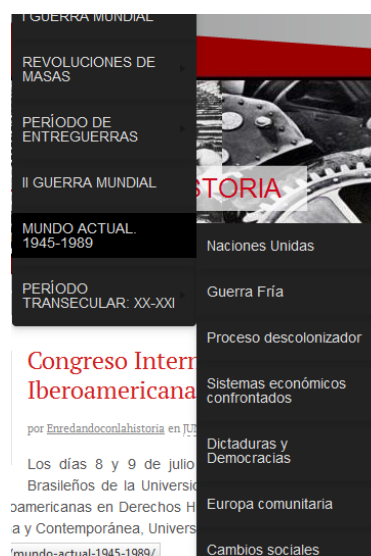 I GUERRA MUNDIAL
REVOLUCIONES DE
MASAS
PERÍODO DE
ENTREGUERRAS
II GUERRA MUNDIAL
STORIA
MUNDO ACTUAL.
1945-1989
PERÍODO
TRANSECULAR: XX-XXI
Naciones Unidas
Guerra Fría
Proceso descolonizador
Sistemas económicos
confrontados
Dictaduras y
Democracias
Europa comunitaria
Cambios sociales
Congreso Intern
Iberoamericana
por Enredandoconlahistoria en JU
Los días 8 y 9 de julio
Brasileños de la Universi
oamericanas en Derechos H
a y Contemporánea, Univers
/mundo-actual-1945-1989/